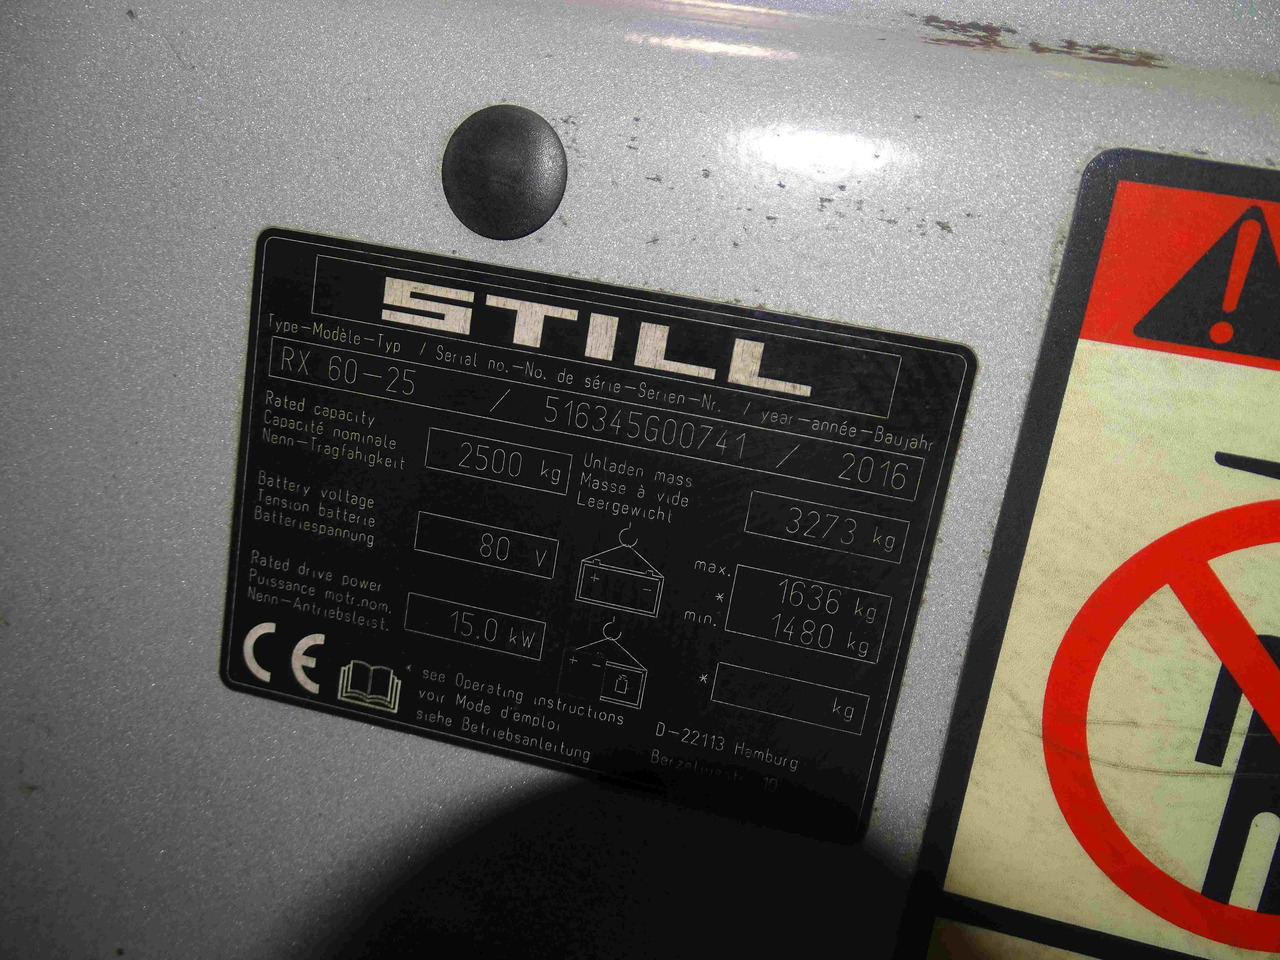 STILL
Type-Modèle-Typ / Serial no.-No. de série-Serien-Nr. / year-année-Baujahr
RX 60-25 / 516345G00741 / 2016
Rated capacity
Capacité nominale
Nenn-Tragfähigkeit
2500 kg
Unladen mass
Masse à vide
Leergewicht
3273 kg
Battery voltage
Tension batterie
Batteriespannung
80 V
max. 1636 kg
*
min. 1480 kg
Rated drive power
Puissance motr.nom.
Nenn-Antriebsleist.
15.0 kW
* kg
CE
* see Operating instructions
voir Mode d'emploi
siehe Betriebsanleitung
D-22113 Hamburg
10